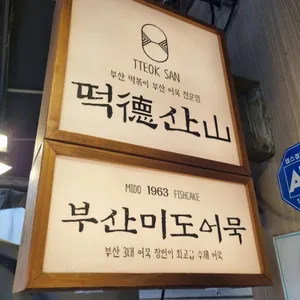 TTEOK SAN
부산 떡볶이 부산 어묵 전문점
떡德산山
MIDO 1963 FISHCAKE
부산미도어묵
부산 3대 어묵 장인이 최고급 수제 어묵